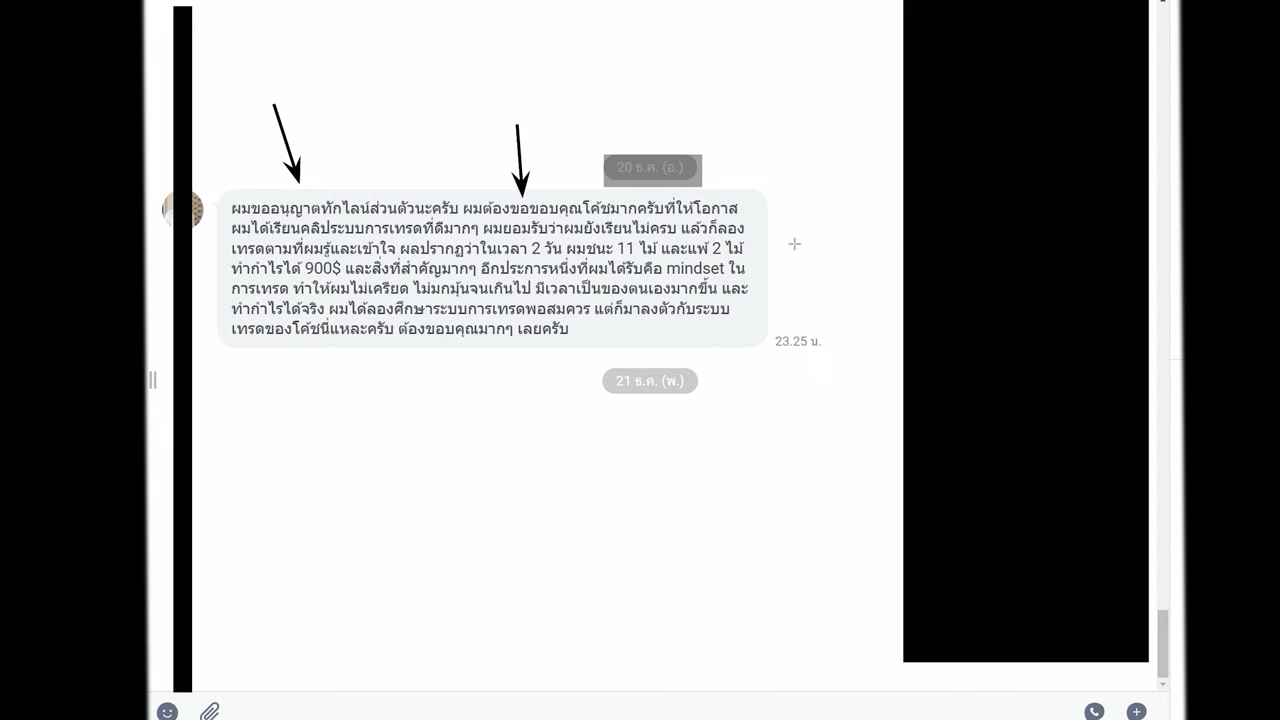 20 ธ.ค. (อ.)
ผมขออนุญาตทักไลน์ส่วนตัวนะครับ ผมต้องขอขอบคุณโค้ชมากครับที่ให้โอกาส
ผมได้เรียนคลิประบบการเทรดที่ดีมากๆ ผมยอมรับว่าผมยังเรียนไม่ครบ แล้วก็ลอง
เทรดตามที่ผมรู้และเข้าใจ ผลปรากฏว่าในเวลา 2 วัน ผมชนะ 11 ไม้ และแพ้ 2 ไม้
ทำกำไรได้ 900$ และสิ่งที่สำคัญมากๆ อีกประการหนึ่งที่ผมได้รับคือ mindset ใน
การเทรด ทำให้ผมไม่เครียด ไม่มกมุ้นจนเกินไป มีเวลาเป็นของตนเองมากขึ้น และ
ทำกำไรได้จริง ผมได้ลองศึกษาระบบการเทรดพอสมควร แต่ก็มาลงตัวกับระบบ
เทรดของโค้ชนี่แหละครับ ต้องขอบคุณมากๆ เลยครับ
23.25 น.
21 ธ.ค. (พ.)